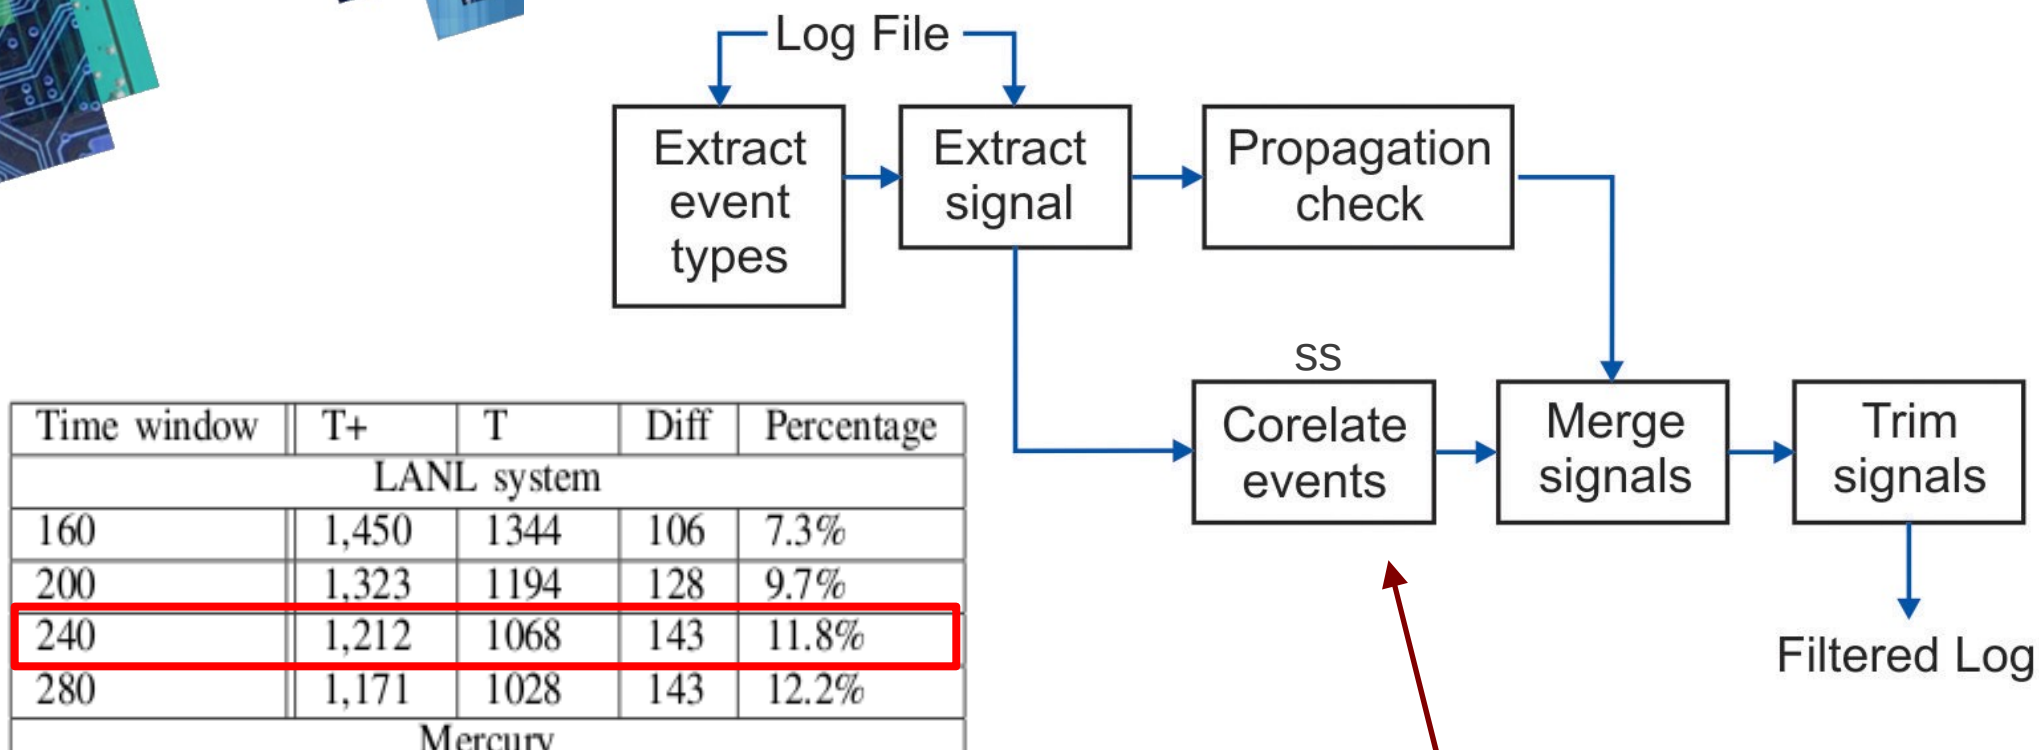 Log File
Extract
event
types
Extract
signal
Propagation
check
ss
Corelate
events
Merge
signals
Trim
signals
Filtered Log
Time window T+ T Diff Percentage
LANL system
160 1,450 1344 106 7.3%
200 1,323 1194 128 9.7%
240 1,212 1068 143 11.8%
280 1,171 1028 143 12.2%
Mercury